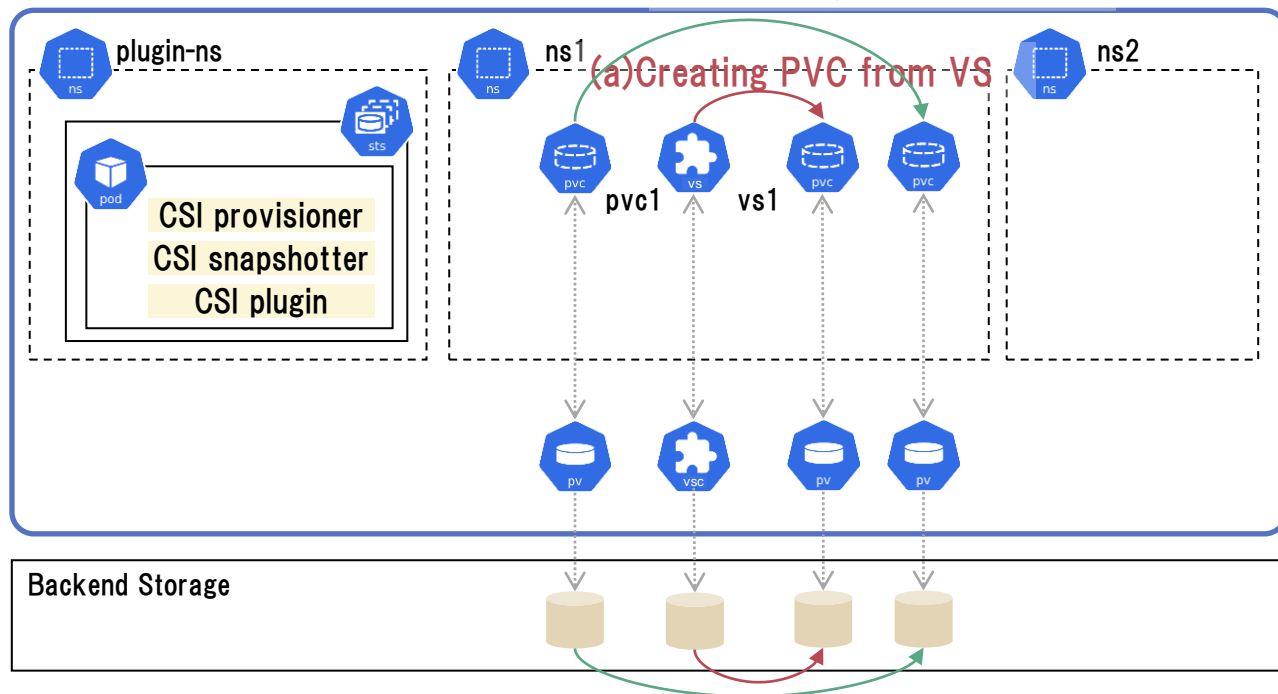 plugin-ns
ns
sts
pod
CSI provisioner
CSI snapshotter
CSI plugin
ns1
ns
(a)Creating PVC from VS
pvc
vs
pvc
pvc
pvc1
vs1
ns2
ns
pv
vsc
pv
pv
Backend Storage